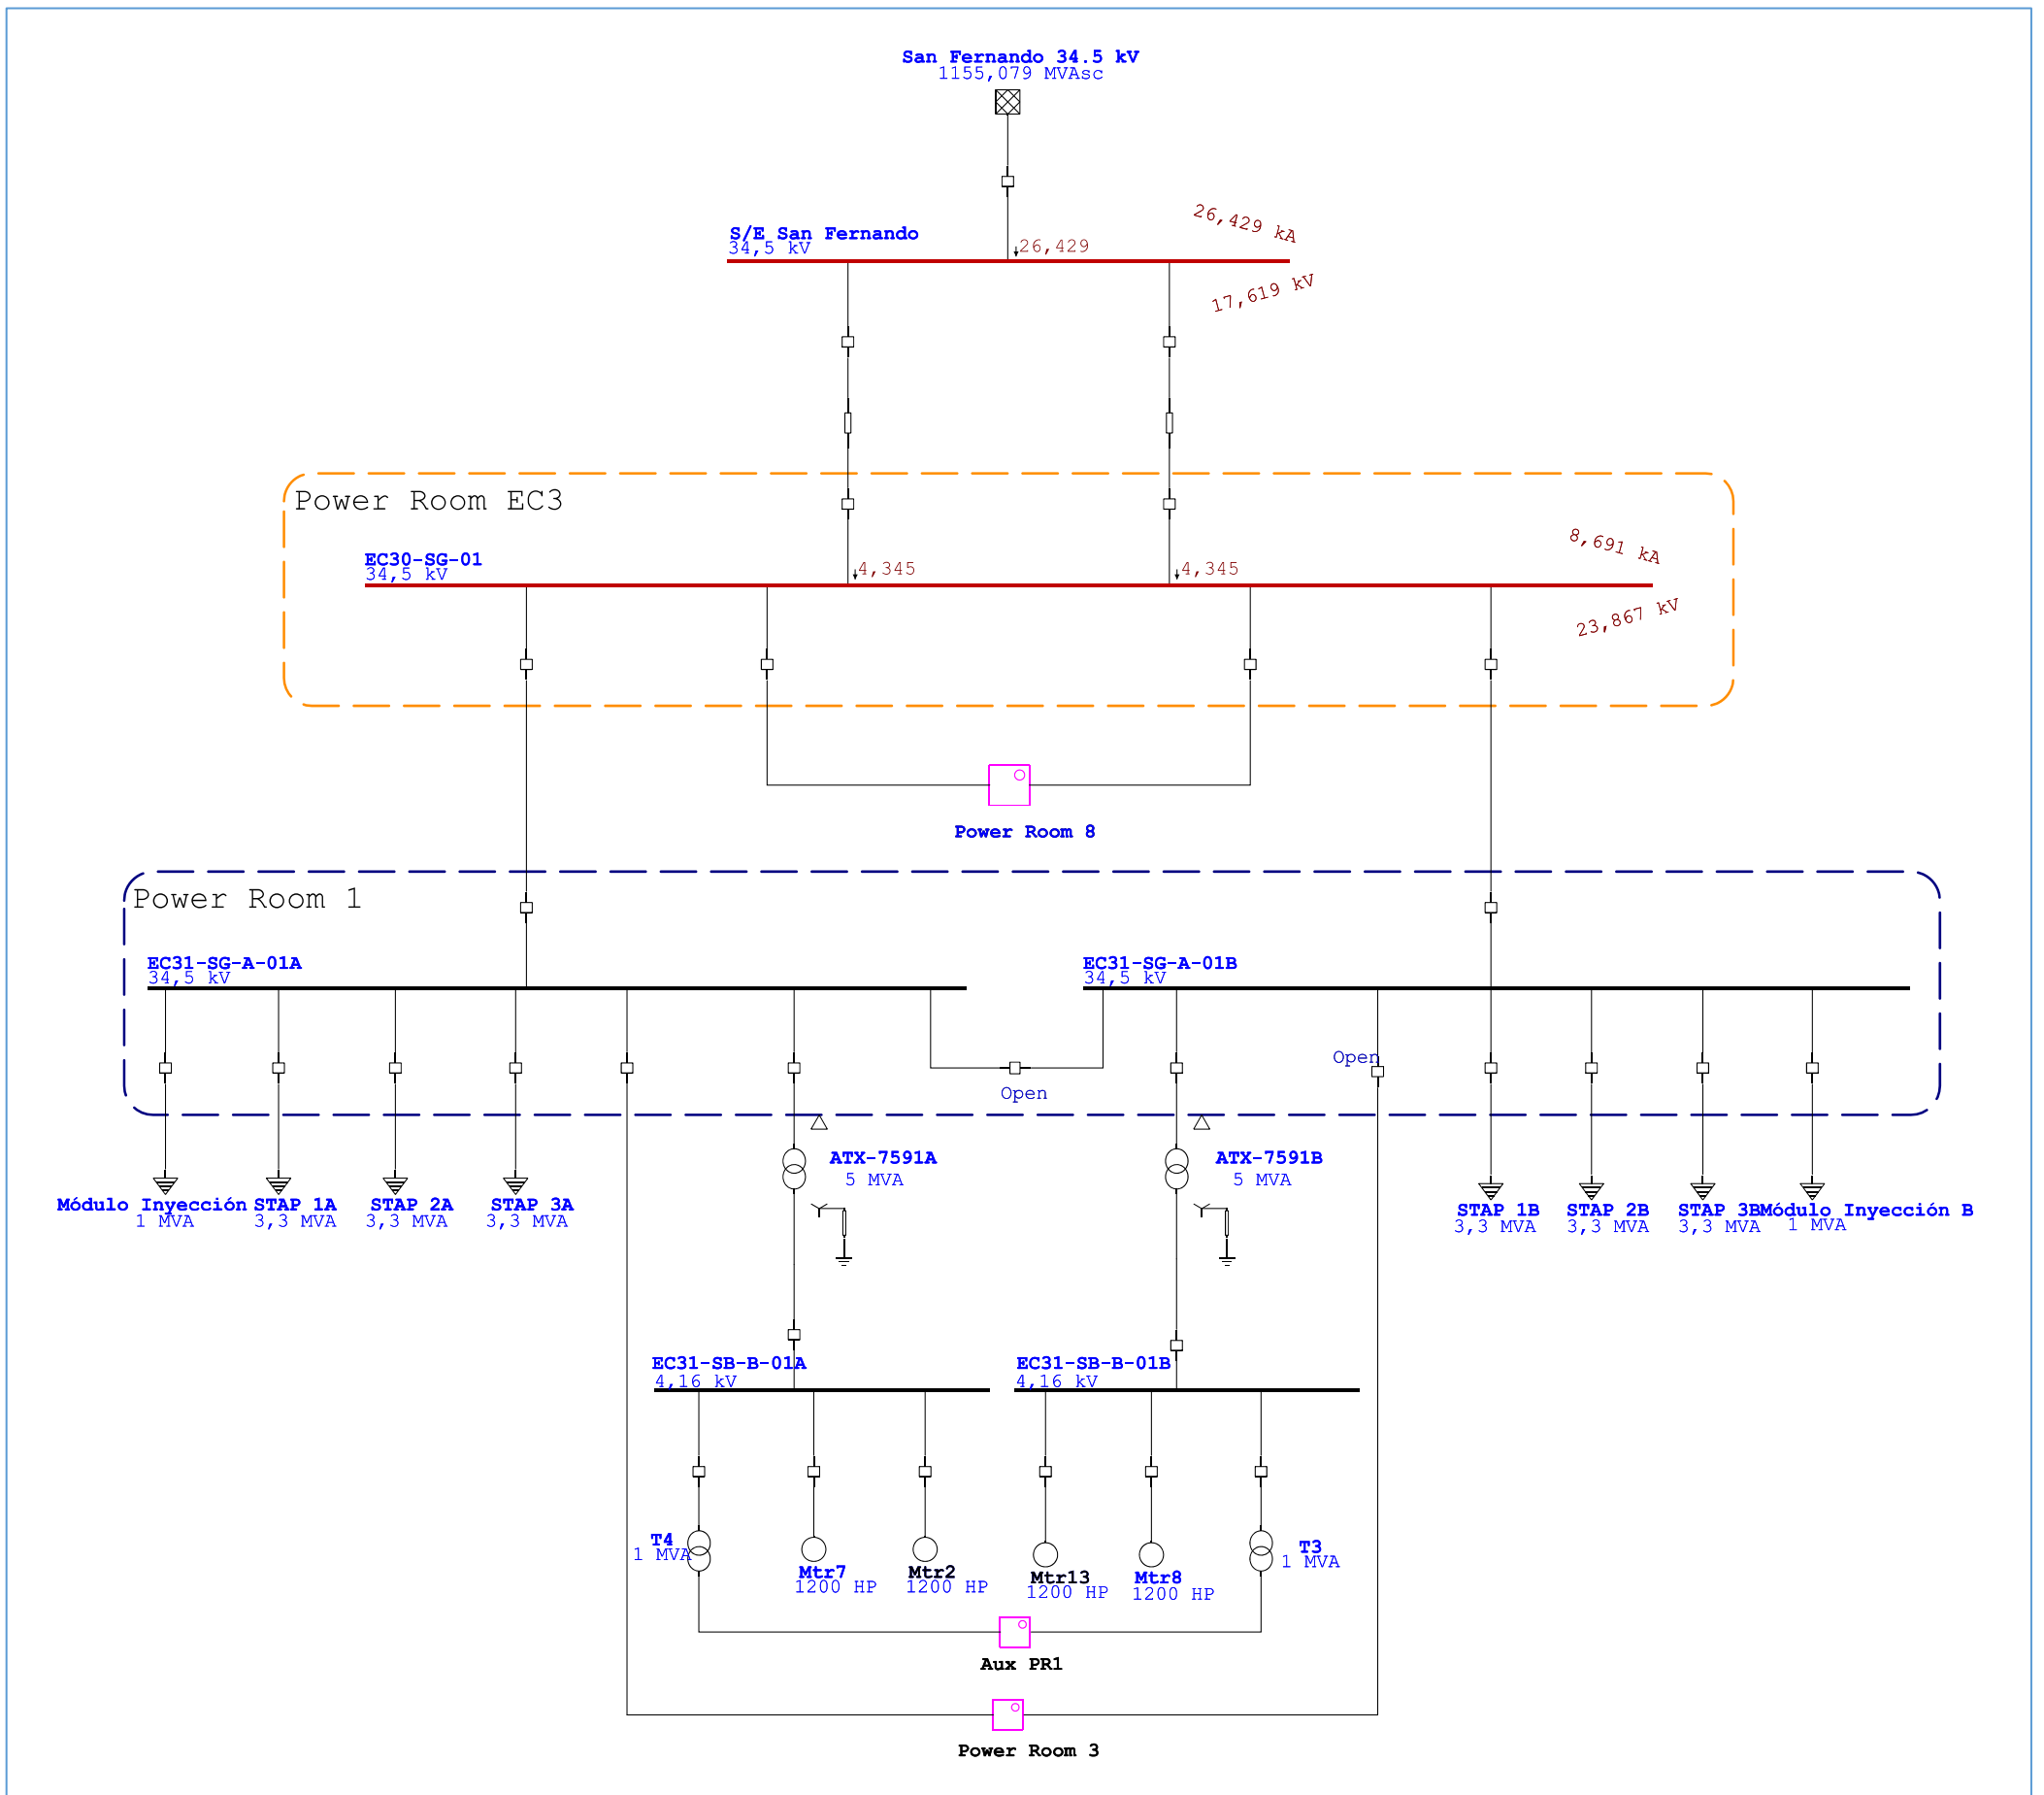 San Fernando 34.5 kV
1155,079 MVAsc
26,429 kA
S/E San Fernando
34,5 kV
26,429
17,619 kV
Power Room EC3
8,691 kA
EC30-SG-01
34,5 kV
4,345
4,345
23,867 kV
Power Room 8
Power Room 1
EC31-SG-A-01A
34,5 kV
EC31-SG-A-01B
34,5 kV
Open
Open
ATX-7591A
5 MVA
ATX-7591B
5 MVA
Módulo Inyección
1 MVA
STAP 1A
3,3 MVA
STAP 2A
3,3 MVA
STAP 3A
3,3 MVA
STAP 1B
3,3 MVA
STAP 2B
3,3 MVA
STAP 3B
3,3 MVA
Módulo Inyección B
1 MVA
EC31-SB-B-01A
4,16 kV
EC31-SB-B-01B
4,16 kV
T4
1 MVA
Mtr7
1200 HP
Mtr2
1200 HP
Mtr13
1200 HP
Mtr8
1200 HP
T3
1 MVA
Aux PR1
Power Room 3